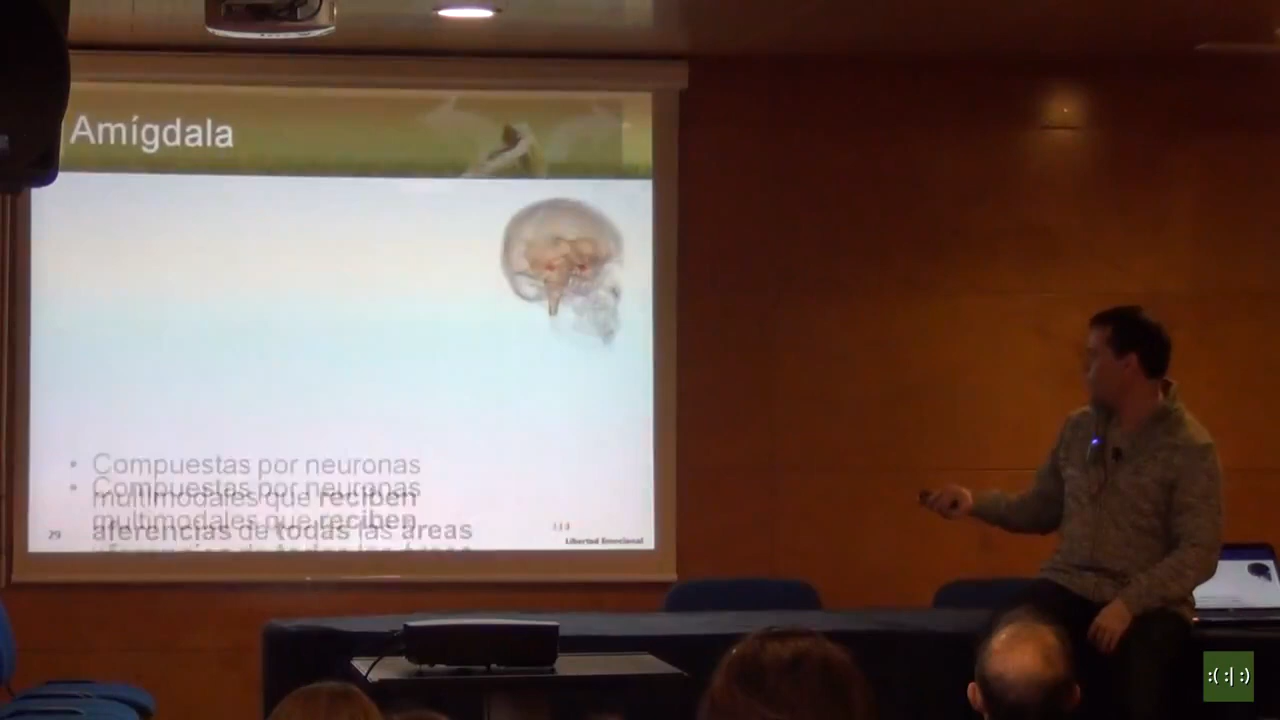 Amígdala
• Compuestas por neuronas
• Compuestas por neuronas
multimodales que reciben
multimodales que reciben
aferencias de todas las áreas
29
Libertad Emocional
:( :| :)